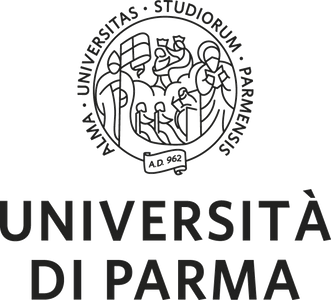 ALMA · UNIVERSITAS · STUDIORUM · PARMENSIS
A.D. 962
UNIVERSITÀ
DI PARMA